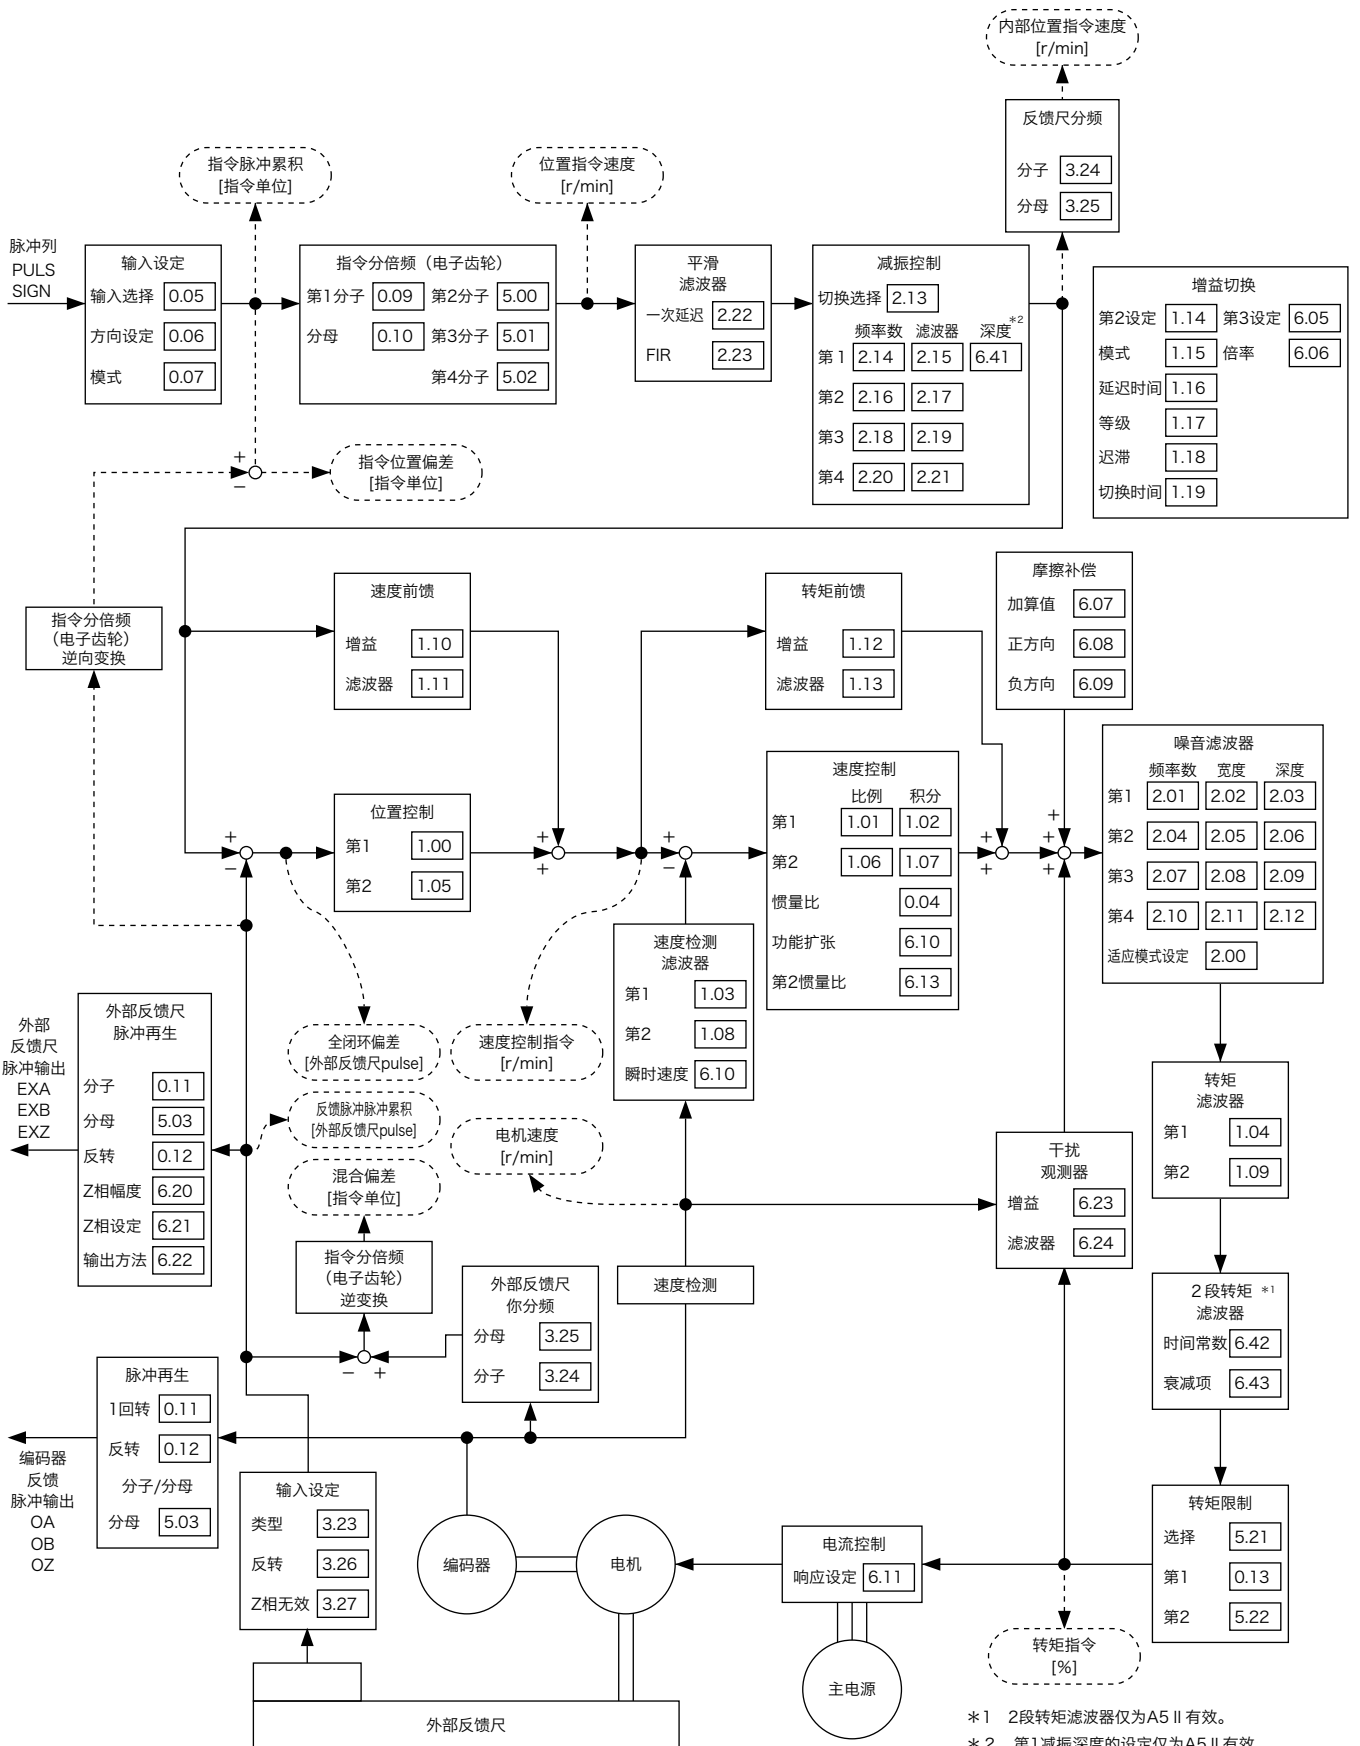 内部位置指令速度
[r/min]
反馈尺分频
分子 3.24
分母 3.25
指令脉冲累积
[指令单位]
位置指令速度
[r/min]
脉冲列
PULS
SIGN
输入设定
输入选择 0.05
方向设定 0.06
模式 0.07
指令分倍频（电子齿轮）
第1分子 0.09 第2分子 5.00
分母 0.10 第3分子 5.01
第4分子 5.02
平滑
滤波器
一次延迟 2.22
FIR 2.23
减振控制
切换选择 2.13
频率数 滤波器 深度*2
第1 2.14 2.15 6.41
第2 2.16 2.17
第3 2.18 2.19
第4 2.20 2.21
增益切换
第2设定 1.14 第3设定 6.05
模式 1.15 倍率 6.06
延迟时间 1.16
等级 1.17
迟滞 1.18
切换时间 1.19
+
−
指令位置偏差
[指令单位]
指令分倍频
（电子齿轮）
逆向变换
速度前馈
增益 1.10
滤波器 1.11
转矩前馈
增益 1.12
滤波器 1.13
摩擦补偿
加算值 6.07
正方向 6.08
负方向 6.09
位置控制
第1 1.00
第2 1.05
+
−
+
+
+
−
速度控制
比例 积分
第1 1.01 1.02
第2 1.06 1.07
惯量比 0.04
功能扩张 6.10
第2惯量比 6.13
+
+
+
+
+
噪音滤波器
频率数 宽度 深度
第1 2.01 2.02 2.03
第2 2.04 2.05 2.06
第3 2.07 2.08 2.09
第4 2.10 2.11 2.12
适应模式设定 2.00
速度检测
滤波器
第1 1.03
第2 1.08
瞬时速度 6.10
外部
反馈尺
脉冲输出
EXA
EXB
EXZ
外部反馈尺
脉冲再生
分子 0.11
分母 5.03
反转 0.12
Z相幅度 6.20
Z相设定 6.21
输出方法 6.22
全闭环偏差
[外部反馈尺pulse]
速度控制指令
[r/min]
反馈脉冲脉冲累积
[外部反馈尺pulse]
电机速度
[r/min]
混合偏差
[指令单位]
转矩
滤波器
第1 1.04
第2 1.09
干扰
观测器
增益 6.23
滤波器 6.24
指令分倍频
（电子齿轮）
逆变换
外部反馈尺
你分频
分母 3.25
分子 3.24
速度检测
− +
2段转矩 *1
滤波器
时间常数 6.42
衰减项 6.43
脉冲再生
1回转 0.11
反转 0.12
分子/分母
分母 5.03
编码器
反馈
脉冲输出
OA
OB
OZ
输入设定
类型 3.23
反转 3.26
Z相无效 3.27
编码器
电机
电流控制
响应设定 6.11
转矩限制
选择 5.21
第1 0.13
第2 5.22
主电源
转矩指令
[%]
外部反馈尺
*1 2段转矩滤波器仅为A5Ⅱ有效。
*2 第1减振深度的设定仅为A5Ⅱ有效